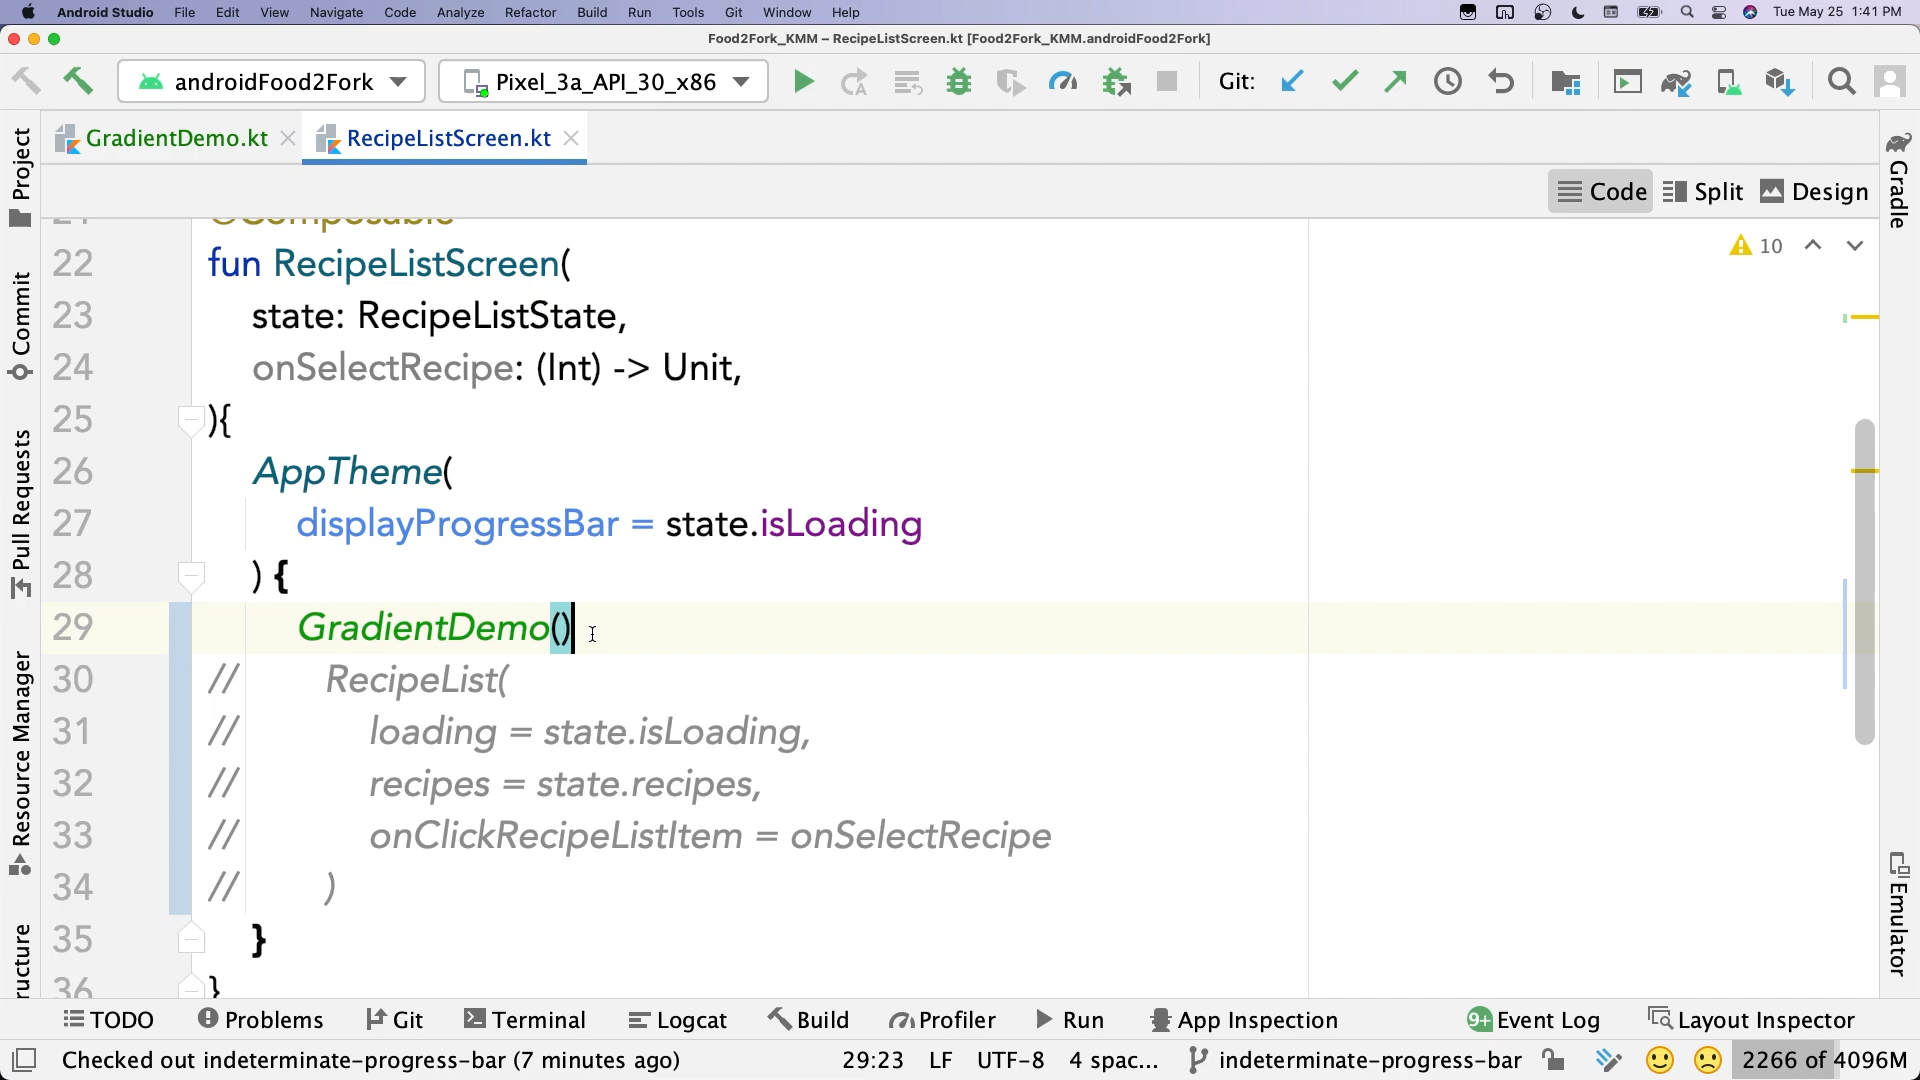 Android Studio File Edit View Navigate Code Analyze Refactor Build Run Tools Git Window Help Tue May 25 1:41 PM
Food2Fork_KMM – RecipeListScreen.kt [Food2Fork_KMM.androidFood2Fork]
androidFood2Fork Pixel_3a_API_30_x86 Git:
GradientDemo.kt RecipeListScreen.kt
Code Split Design
Project
Commit
Pull Requests
Resource Manager
ructure
Gradle
Emulator
10
21 @Composable
22 fun RecipeListScreen(
23 state: RecipeListState,
24 onSelectRecipe: (Int) -> Unit,
25 ){
26 AppTheme(
27 displayProgressBar = state.isLoading
28 ) {
29 GradientDemo()
30 // RecipeList(
31 // loading = state.isLoading,
32 // recipes = state.recipes,
33 // onClickRecipeListItem = onSelectRecipe
34 // )
35 }
36 }
TODO Problems Git Terminal Logcat Build Profiler Run App Inspection 9+ Event Log Layout Inspector
Checked out indeterminate-progress-bar (7 minutes ago) 29:23 LF UTF-8 4 spac... indeterminate-progress-bar 2266 of 4096M